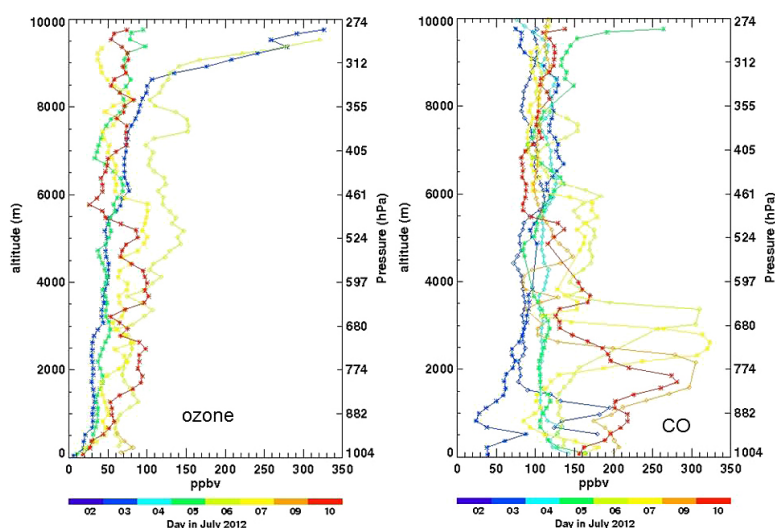 10000 8000 6000 4000 2000 0
altitude (m)
274 312 355 405 461 524 597 680 774 882 1004
Pressure (hPa)
ozone
0 50 100 150 200 250 300 350
ppbv
02 03 04 05 06 07 09 10
Day in July 2012
10000 8000 6000 4000 2000 0
altitude (m)
274 312 355 405 461 524 597 680 774 882 1004
Pressure (hPa)
CO
0 50 100 150 200 250 300 350
ppbv
02 03 04 05 06 07 09 10
Day in July 2012